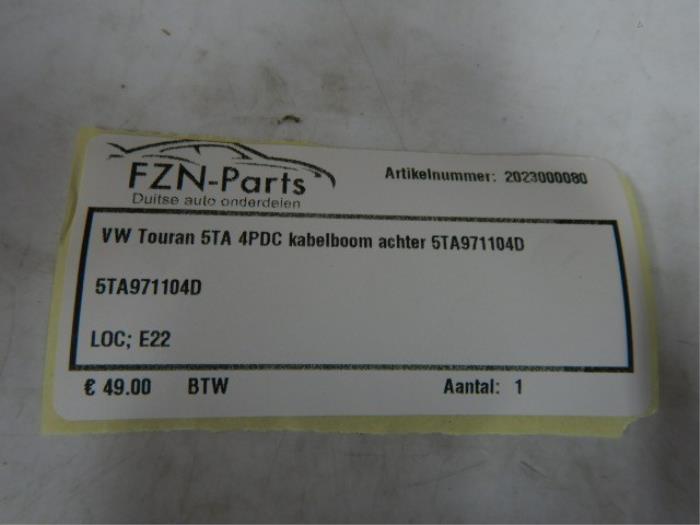 FZN-Parts
Duitse auto onderdelen
Artikelnummer: 2023000080
VW Touran 5TA 4PDC kabelboom achter 5TA971104D
5TA971104D
LOC; E22
€ 49.00 BTW Aantal: 1